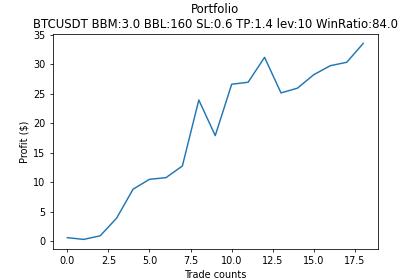 Portfolio
BTCUSDT BBM:3.0 BBL:160 SL:0.6 TP:1.4 lev:10 WinRatio:84.0
35
30
25
20
15
10
5
0
Profit ($)
0.0 2.5 5.0 7.5 10.0 12.5 15.0 17.5
Trade counts